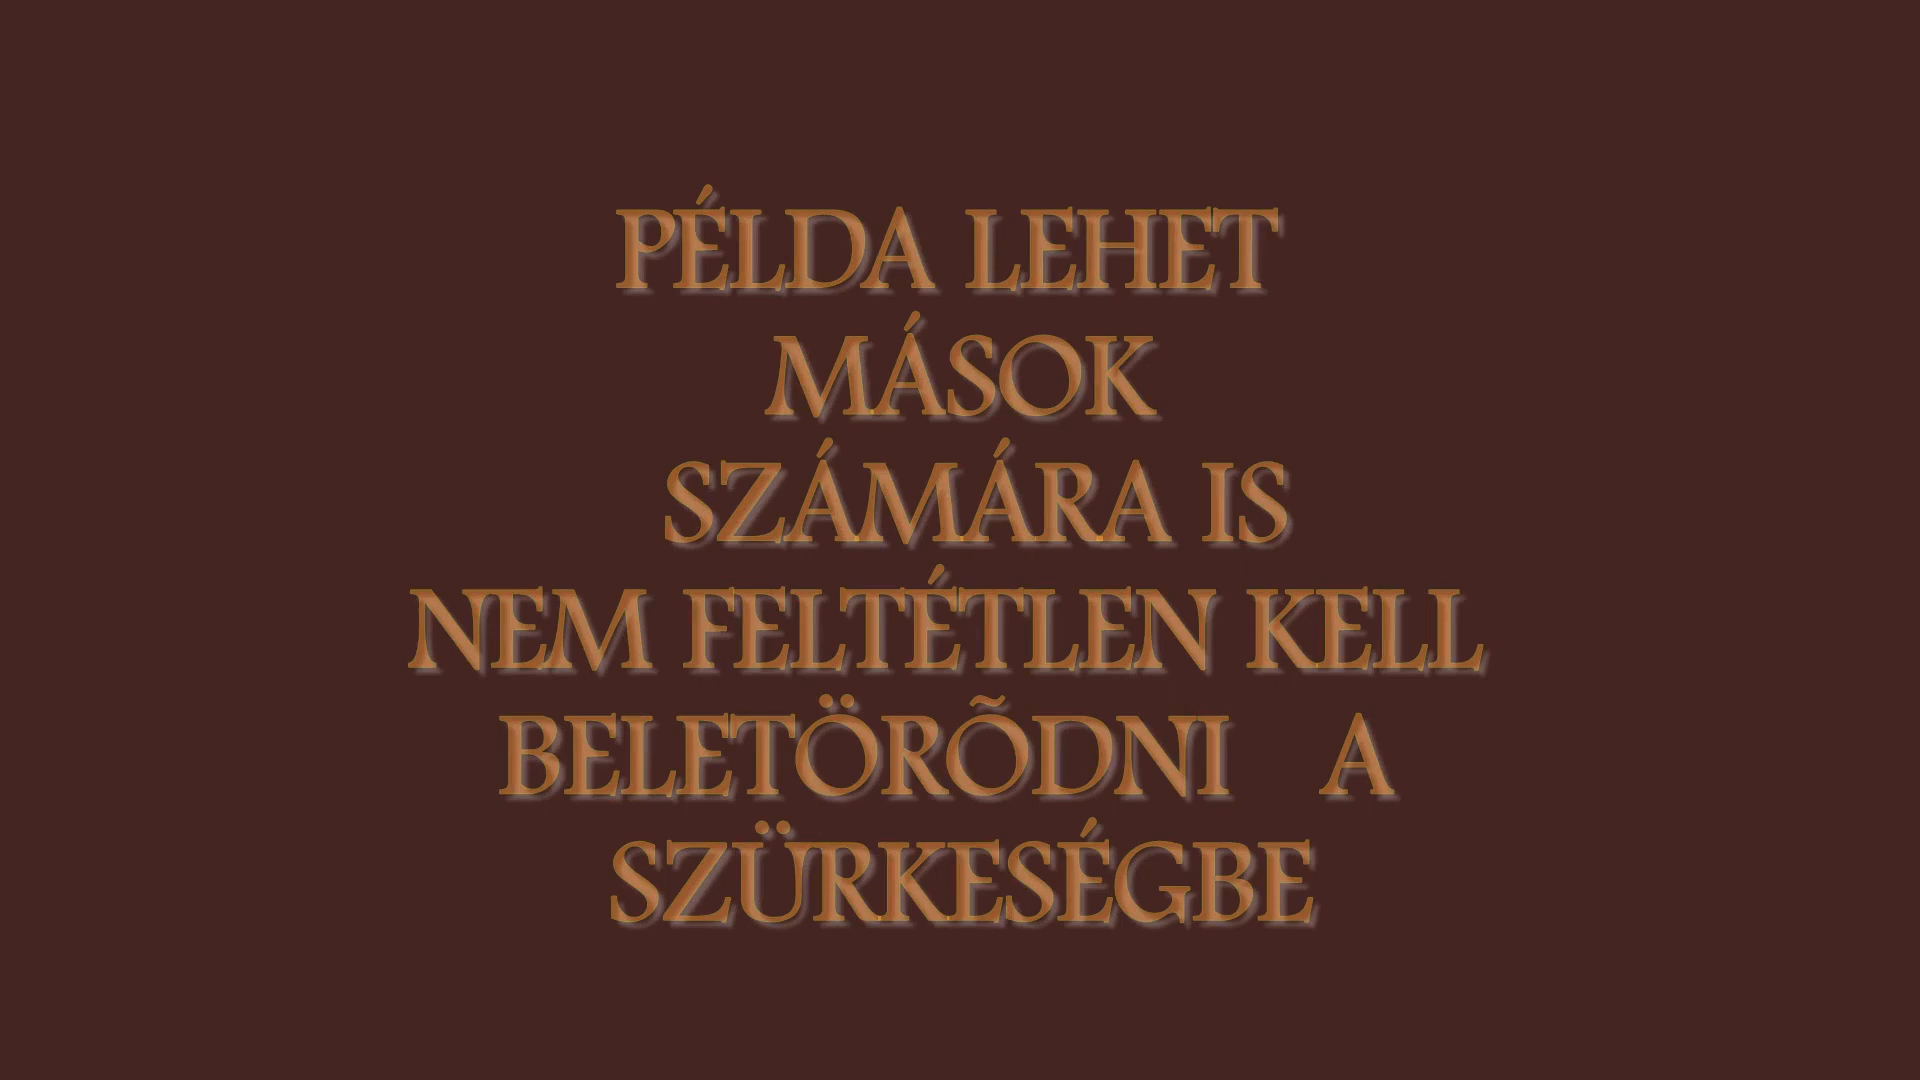 PÉLDA LEHET
MÁSOK
SZÁMÁRA IS
NEM FELTÉTLEN KELL
BELETÖRÕDNI A
SZÜRKESÉGBE